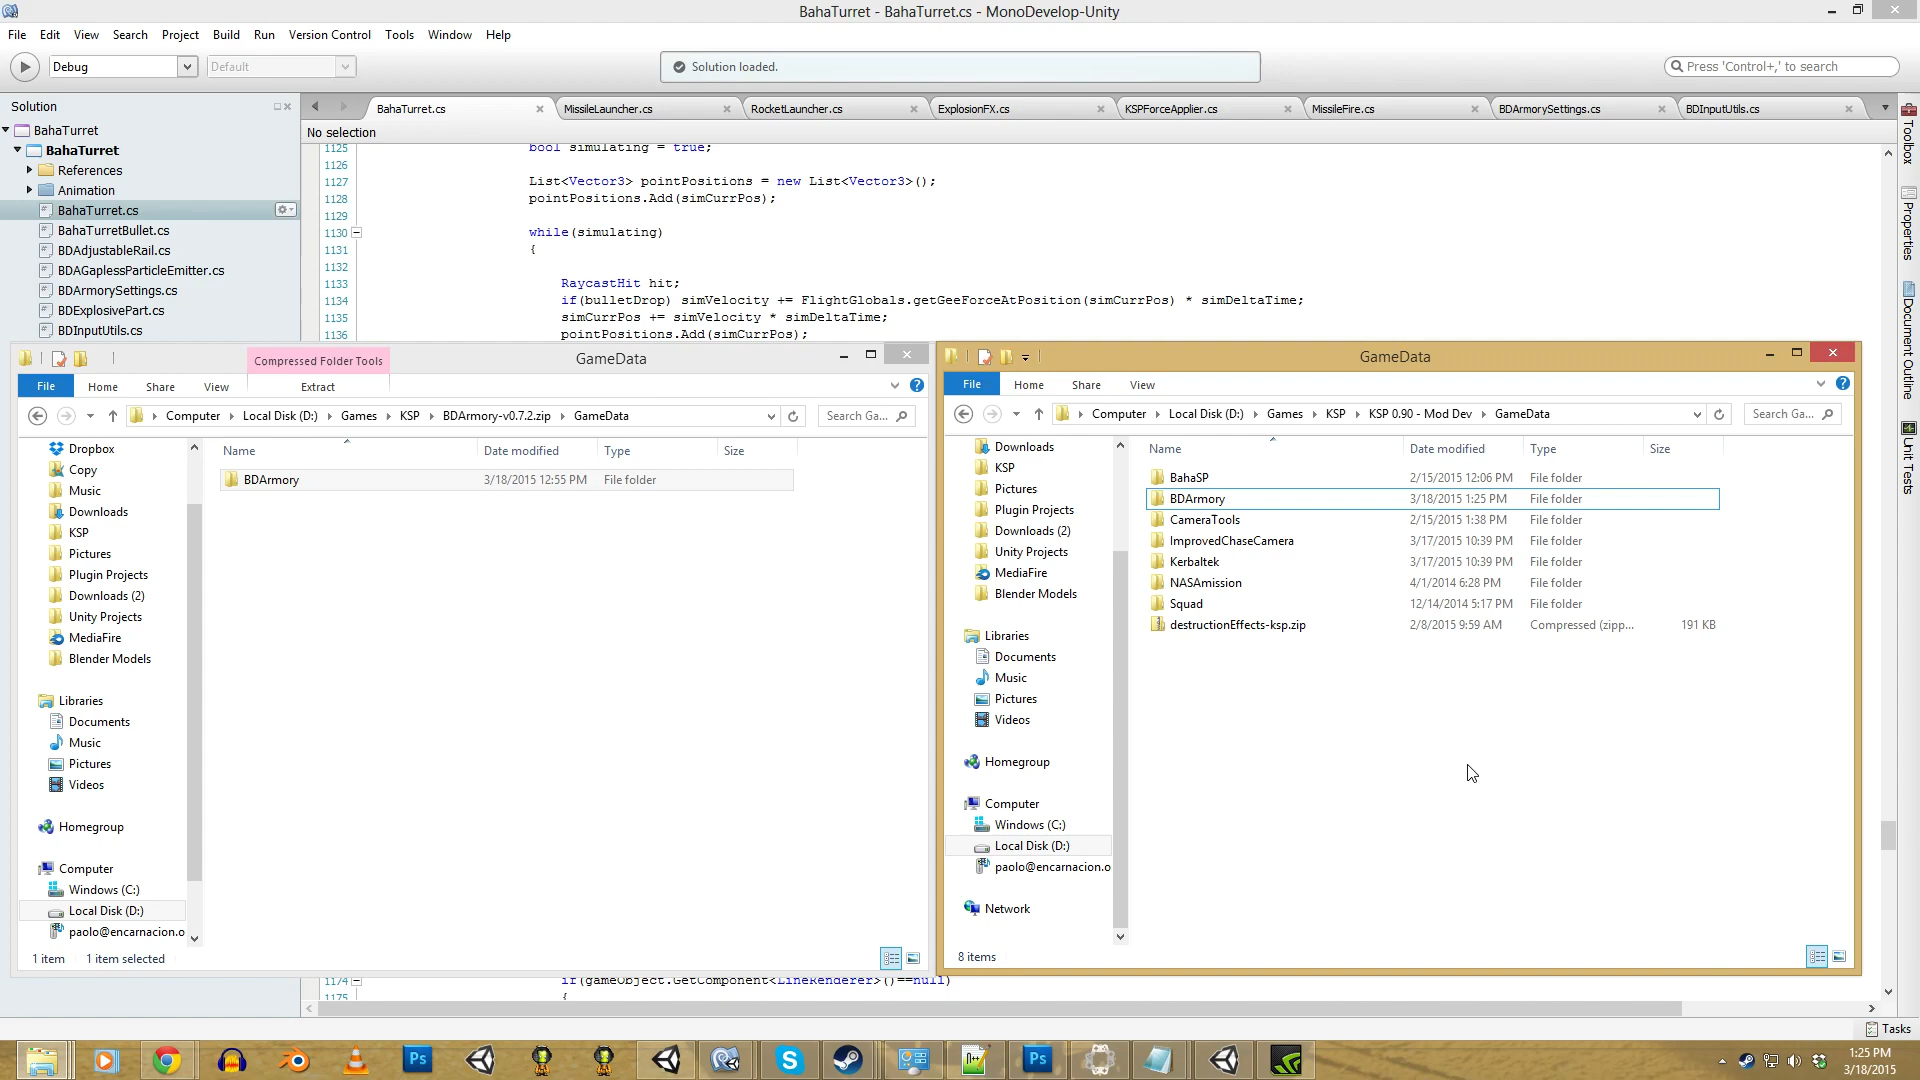 BahaTurret - BahaTurret.cs - MonoDevelop-Unity
File Edit View Search Project Build Run Version Control Tools Window Help
Debug Default Solution loaded. Press 'Control+,' to search
Solution BahaTurret.cs MissileLauncher.cs RocketLauncher.cs ExplosionFX.cs KSPForceApplier.cs MissileFire.cs BDArmorySettings.cs BDInputUtils.cs
No selection
BahaTurret
BahaTurret
References
Animation
BahaTurret.cs
BahaTurretBullet.cs
BDAdjustableRail.cs
BDAGaplessParticleEmitter.cs
BDArmorySettings.cs
BDExplosivePart.cs
BDInputUtils.cs
1125 bool simulating = true;
1126
1127 List<Vector3> pointPositions = new List<Vector3>();
1128 pointPositions.Add(simCurrPos);
1129
1130 while(simulating)
1131 {
1132
1133 RaycastHit hit;
1134 if(bulletDrop) simVelocity += FlightGlobals.getGeeForceAtPosition(simCurrPos) * simDeltaTime;
1135 simCurrPos += simVelocity * simDeltaTime;
1136 pointPositions.Add(simCurrPos);
Toolbox
Properties
Document Outline
Unit Tests
Compressed Folder Tools GameData
File Home Share View Extract
Computer Local Disk (D:) Games KSP BDArmory-v0.7.2.zip GameData Search Ga...
Name Date modified Type Size
BDArmory 3/18/2015 12:55 PM File folder
Dropbox
Copy
Music
Downloads
KSP
Pictures
Plugin Projects
Downloads (2)
Unity Projects
MediaFire
Blender Models
Libraries
Documents
Music
Pictures
Videos
Homegroup
Computer
Windows (C:)
Local Disk (D:)
paolo@encarnacion.o
1 item 1 item selected
GameData
File Home Share View
Computer Local Disk (D:) Games KSP KSP 0.90 - Mod Dev GameData Search Ga...
Name Date modified Type Size
BahaSP 2/15/2015 12:06 PM File folder
BDArmory 3/18/2015 1:25 PM File folder
CameraTools 2/15/2015 1:38 PM File folder
ImprovedChaseCamera 3/17/2015 10:39 PM File folder
Kerbaltek 3/17/2015 10:39 PM File folder
NASAmission 4/1/2014 6:28 PM File folder
Squad 12/14/2014 5:17 PM File folder
destructionEffects-ksp.zip 2/8/2015 9:59 AM Compressed (zipp... 191 KB
Downloads
KSP
Pictures
Plugin Projects
Downloads (2)
Unity Projects
MediaFire
Blender Models
Libraries
Documents
Music
Pictures
Videos
Homegroup
Computer
Windows (C:)
Local Disk (D:)
paolo@encarnacion.o
Network
8 items
1174 if(gameObject.GetComponent<LineRenderer>()==null)
1175 {
Tasks
Ps
Ps
1:25 PM
3/18/2015